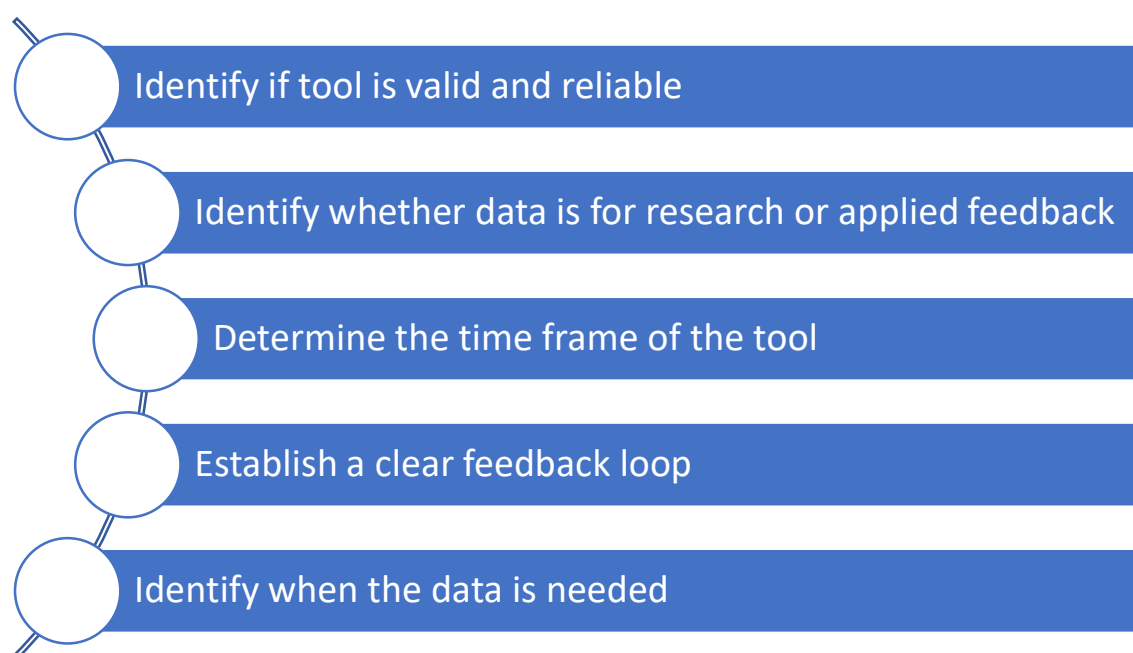 Identify if tool is valid and reliable
Identify whether data is for research or applied feedback
Determine the time frame of the tool
Establish a clear feedback loop
Identify when the data is needed